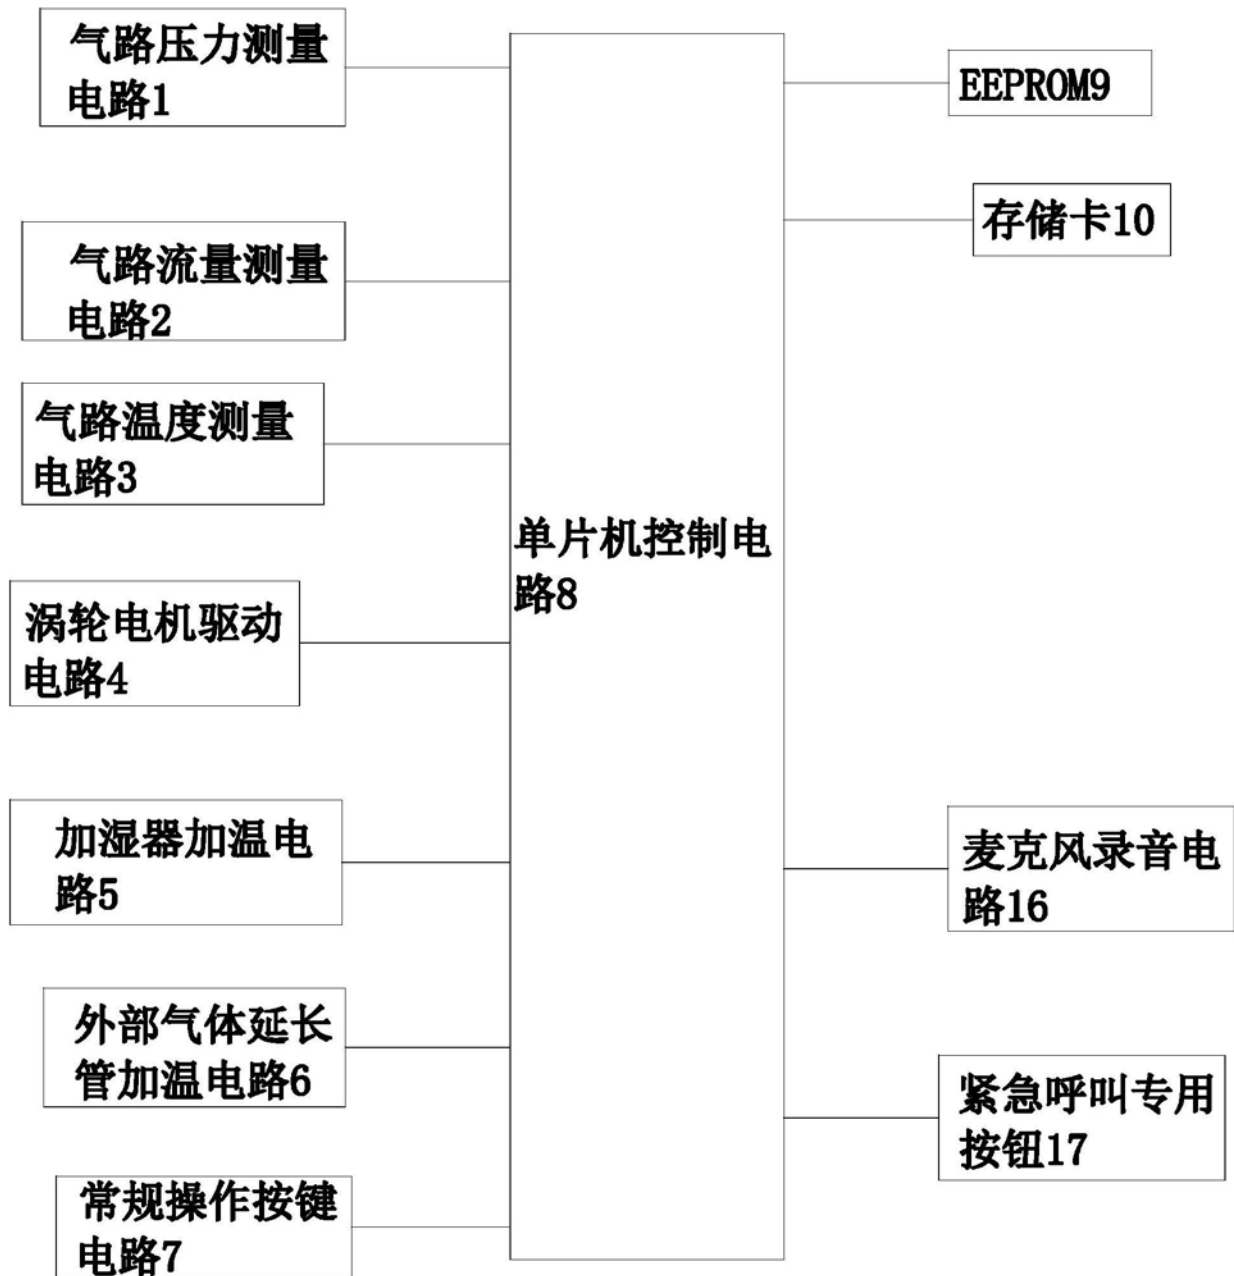 气路压力测量
电路1
气路流量测量
电路2
气路温度测量
电路3
涡轮电机驱动
电路4
加湿器加温电
路5
外部气体延长
管加温电路6
常规操作按键
电路7
单片机控制电
路8
EEPROM9
存储卡10
麦克风录音电
路16
紧急呼叫专用
按钮17